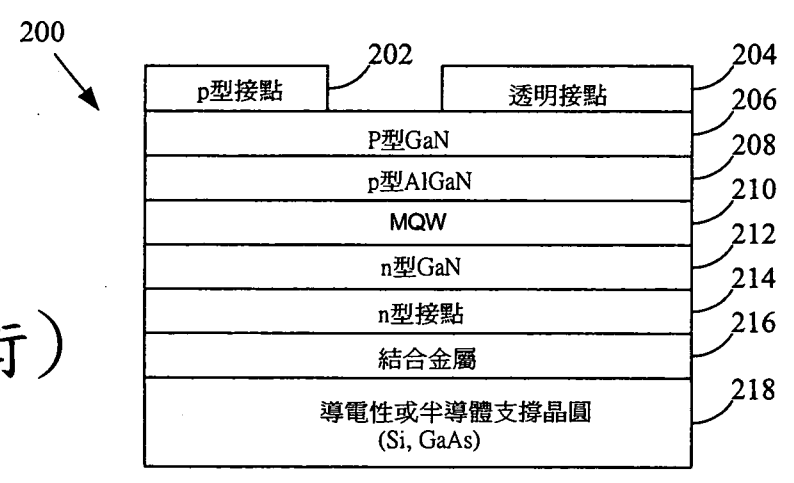 200
202
204
p型接點
透明接點
206
P型GaN
208
p型AlGaN
210
MQW
212
n型GaN
214
n型接點
216
結合金屬
218
導電性或半導體支撐晶圓
(Si, GaAs)
)